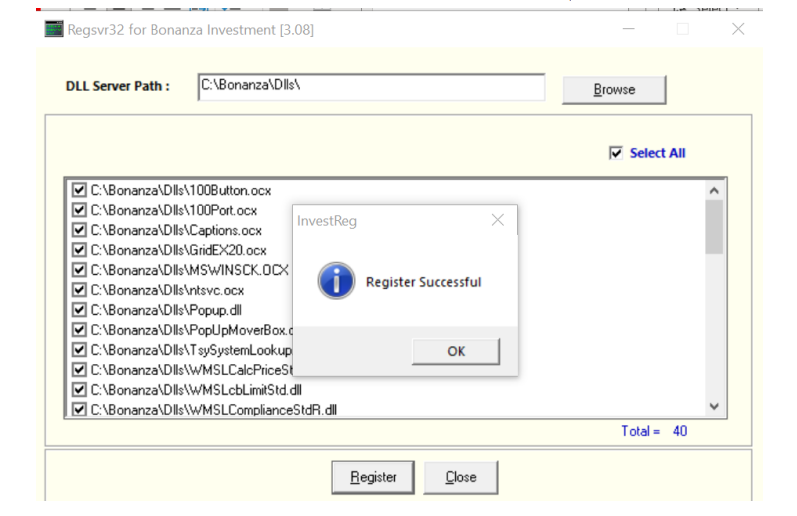 Regsvr32 for Bonanza Investment [3.08]
DLL Server Path :
C:\Bonanza\Dlls\
Browse
Select All
C:\Bonanza\Dlls\100Button.ocx
C:\Bonanza\Dlls\100Port.ocx
C:\Bonanza\Dlls\Captions.ocx
C:\Bonanza\Dlls\GridEX20.ocx
C:\Bonanza\Dlls\MSWINSCK.OCX
C:\Bonanza\Dlls\ntsvc.ocx
C:\Bonanza\Dlls\Popup.dll
C:\Bonanza\Dlls\PopUpMoverBox.
C:\Bonanza\Dlls\TsySystemLookup
C:\Bonanza\Dlls\WMSLCalcPriceSt
C:\Bonanza\Dlls\WMSLcbLimitStd.dll
C:\Bonanza\Dlls\WMSLComplianceStdR.dll
InvestReg
Register Successful
OK
Total = 40
Register
Close